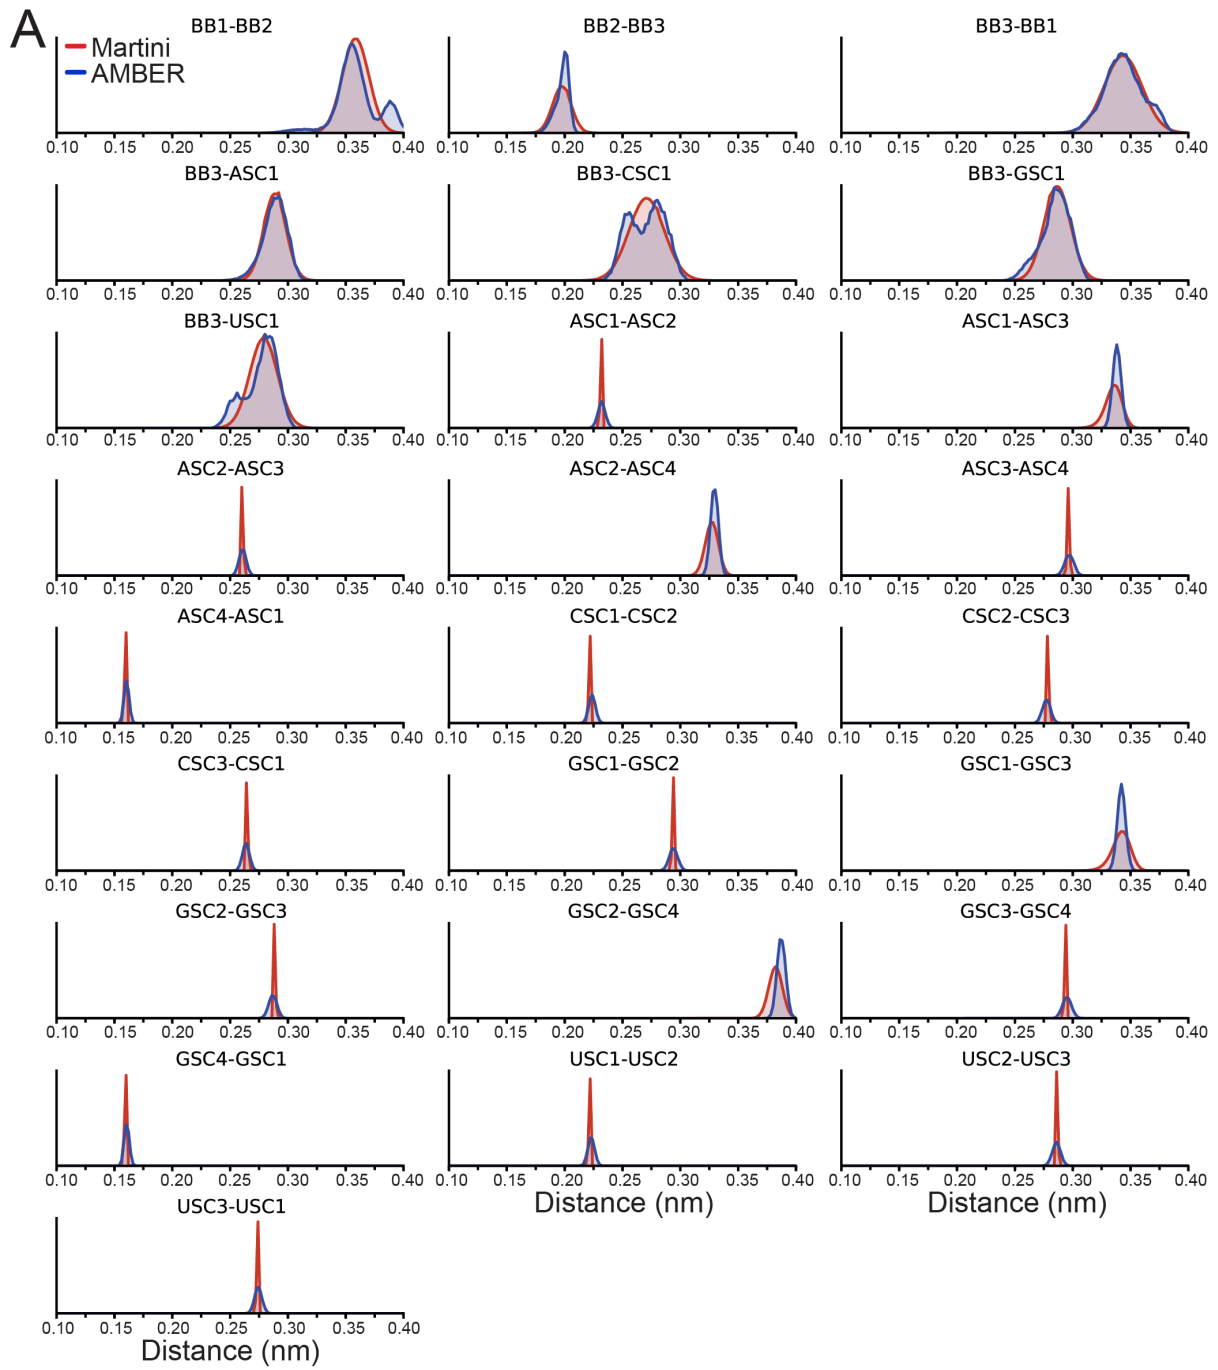 A
BB1-BB2 BB2-BB3 BB3-BB1
Martini
AMBER
0.10 0.15 0.20 0.25 0.30 0.35 0.40 0.10 0.15 0.20 0.25 0.30 0.35 0.40 0.10 0.15 0.20 0.25 0.30 0.35 0.40
BB3-ASC1 BB3-CSC1 BB3-GSC1
0.10 0.15 0.20 0.25 0.30 0.35 0.40 0.10 0.15 0.20 0.25 0.30 0.35 0.40 0.10 0.15 0.20 0.25 0.30 0.35 0.40
BB3-USC1 ASC1-ASC2 ASC1-ASC3
0.10 0.15 0.20 0.25 0.30 0.35 0.40 0.10 0.15 0.20 0.25 0.30 0.35 0.40 0.10 0.15 0.20 0.25 0.30 0.35 0.40
ASC2-ASC3 ASC2-ASC4 ASC3-ASC4
0.10 0.15 0.20 0.25 0.30 0.35 0.40 0.10 0.15 0.20 0.25 0.30 0.35 0.40 0.10 0.15 0.20 0.25 0.30 0.35 0.40
ASC4-ASC1 CSC1-CSC2 CSC2-CSC3
0.10 0.15 0.20 0.25 0.30 0.35 0.40 0.10 0.15 0.20 0.25 0.30 0.35 0.40 0.10 0.15 0.20 0.25 0.30 0.35 0.40
CSC3-CSC1 GSC1-GSC2 GSC1-GSC3
0.10 0.15 0.20 0.25 0.30 0.35 0.40 0.10 0.15 0.20 0.25 0.30 0.35 0.40 0.10 0.15 0.20 0.25 0.30 0.35 0.40
GSC2-GSC3 GSC2-GSC4 GSC3-GSC4
0.10 0.15 0.20 0.25 0.30 0.35 0.40 0.10 0.15 0.20 0.25 0.30 0.35 0.40 0.10 0.15 0.20 0.25 0.30 0.35 0.40
GSC4-GSC1 USC1-USC2 USC2-USC3
0.10 0.15 0.20 0.25 0.30 0.35 0.40 0.10 0.15 0.20 0.25 0.30 0.35 0.40 0.10 0.15 0.20 0.25 0.30 0.35 0.40
USC3-USC1 Distance (nm) Distance (nm)
0.10 0.15 0.20 0.25 0.30 0.35 0.40
Distance (nm)